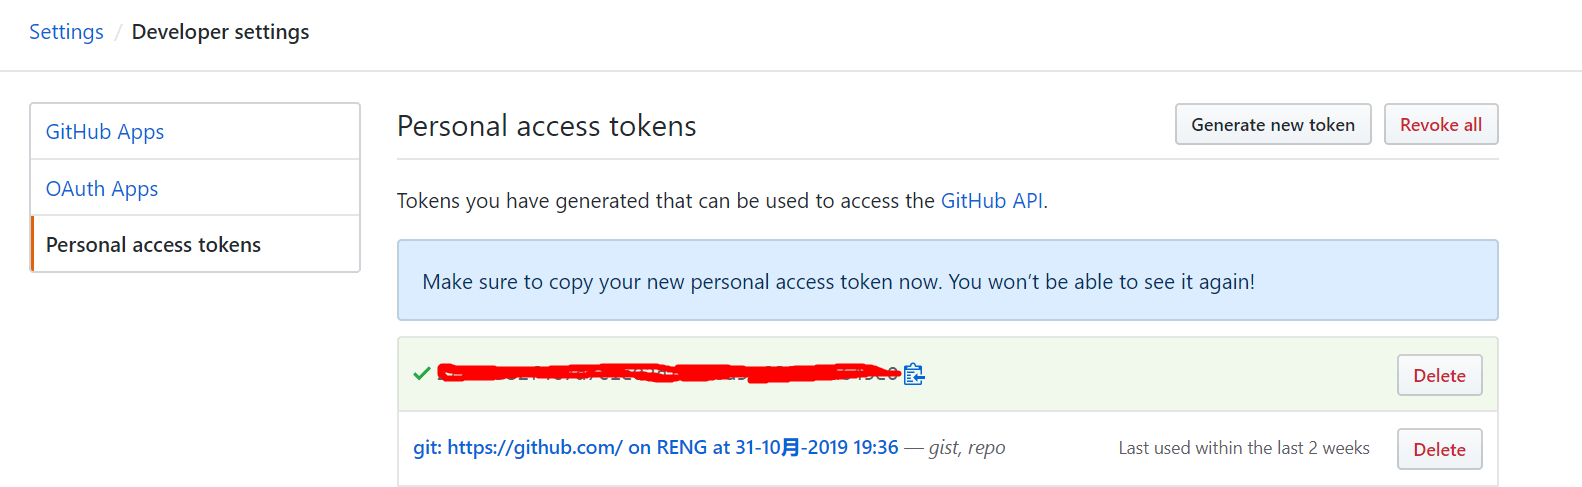 Settings / Developer settings
GitHub Apps
OAuth Apps
Personal access tokens
Personal access tokens
Generate new token
Revoke all
Tokens you have generated that can be used to access the GitHub API.
Make sure to copy your new personal access token now. You won’t be able to see it again!
Delete
git: https://github.com/ on RENG at 31-10月-2019 19:36 — gist, repo
Last used within the last 2 weeks
Delete